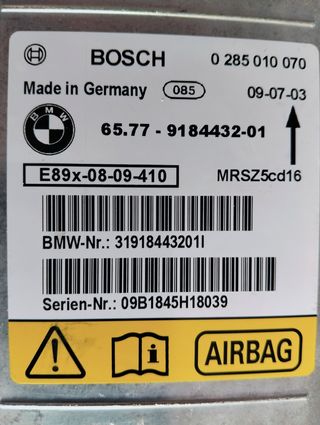 BOSCH 0 285 010 070
Made in Germany 085 09-07-03
BMW 65.77 - 9184432-01
E89x-08-09-410 MRSZ5cd16
BMW-Nr.: 31918443201I
Serien-Nr.: 09B1845H18039
AIRBAG